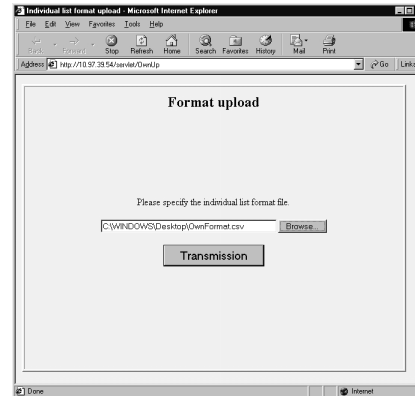 Individual list format upload - Microsoft Internet Explorer
File Edit View Favorites Tools Help
Back Forward Stop Refresh Home Search Favorites History Mail Print
Address http://10.97.39.54/servlet/OwnUp Go Links
Format upload
Please specify the individual list format file.
C:\WINDOWS\Desktop\OwnFormat.csv Browse...
Transmission
Done Internet